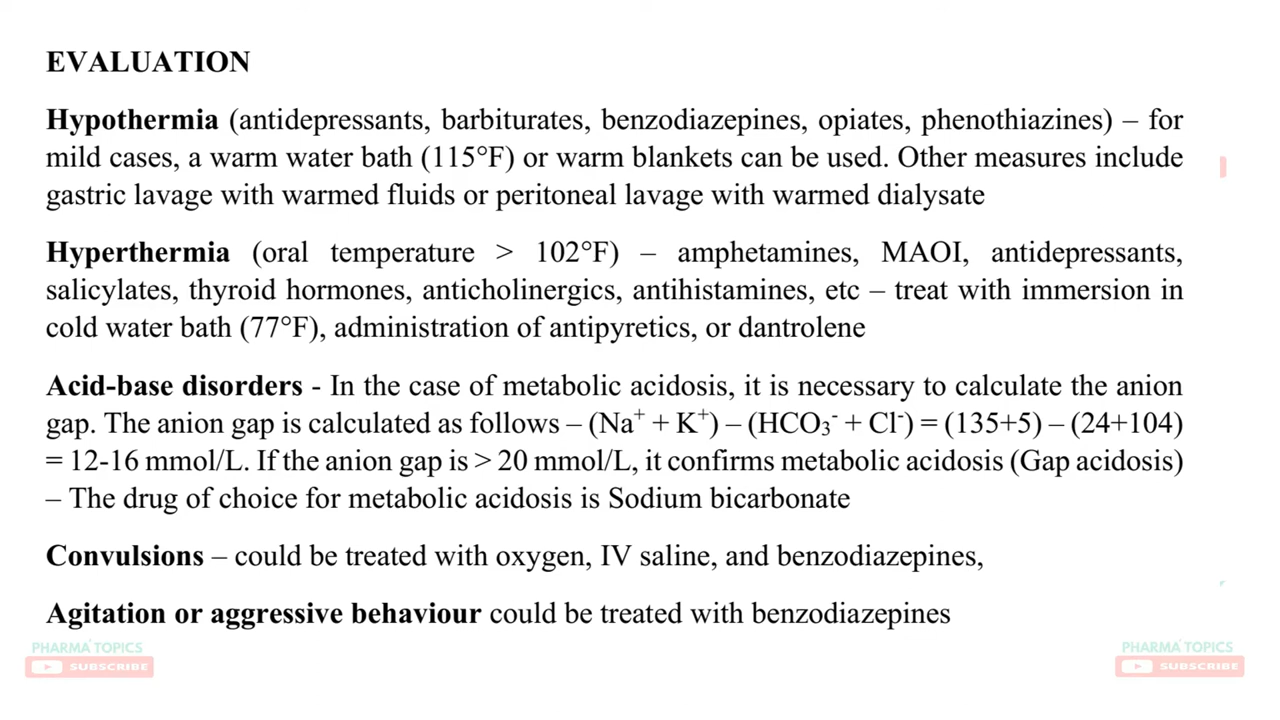 EVALUATION
Hypothermia (antidepressants, barbiturates, benzodiazepines, opiates, phenothiazines) – for
mild cases, a warm water bath (115°F) or warm blankets can be used. Other measures include
gastric lavage with warmed fluids or peritoneal lavage with warmed dialysate
Hyperthermia (oral temperature > 102°F) – amphetamines, MAOI, antidepressants,
salicylates, thyroid hormones, anticholinergics, antihistamines, etc – treat with immersion in
cold water bath (77°F), administration of antipyretics, or dantrolene
Acid-base disorders - In the case of metabolic acidosis, it is necessary to calculate the anion
gap. The anion gap is calculated as follows – (Na⁺ + K⁺) – (HCO₃⁻ + Cl⁻) = (135+5) – (24+104)
= 12-16 mmol/L. If the anion gap is > 20 mmol/L, it confirms metabolic acidosis (Gap acidosis)
– The drug of choice for metabolic acidosis is Sodium bicarbonate
Convulsions – could be treated with oxygen, IV saline, and benzodiazepines,
Agitation or aggressive behaviour could be treated with benzodiazepines
PHARMA TOPICS
SUBSCRIBE
PHARMA TOPICS
SUBSCRIBE